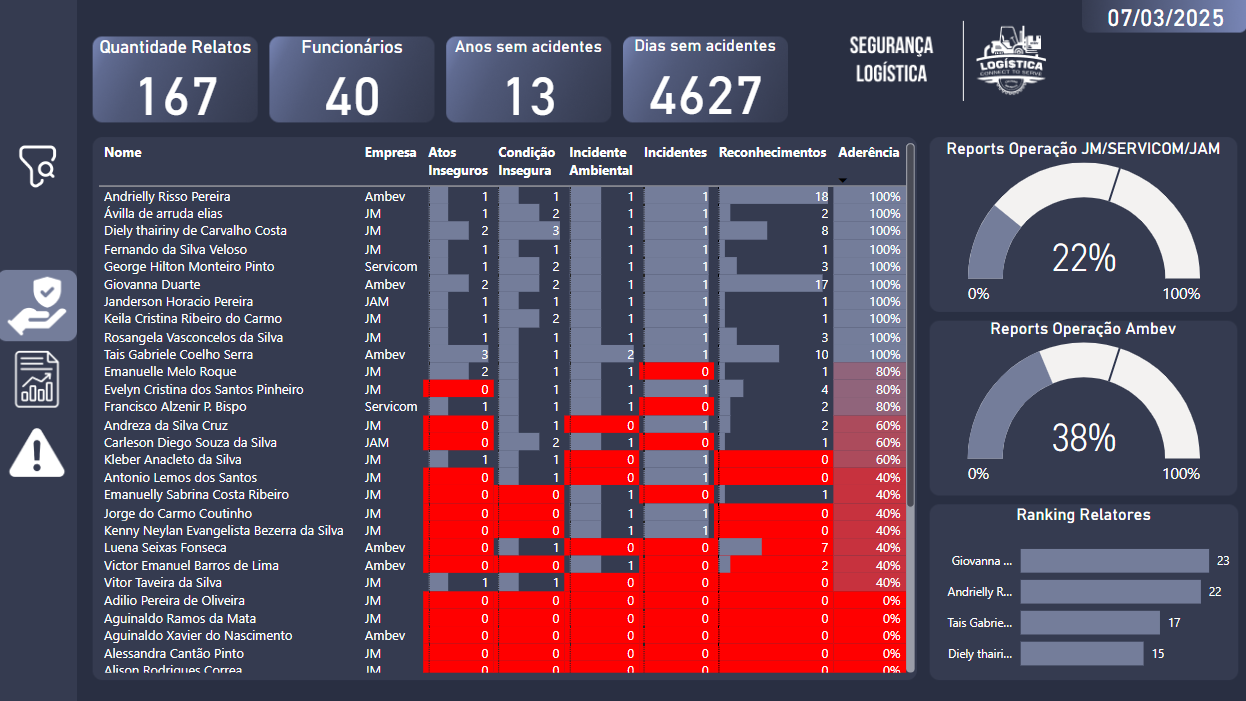 07/03/2025
Quantidade Relatos
167
Funcionários
40
Anos sem acidentes
13
Dias sem acidentes
4627
SEGURANÇA
LOGÍSTICA
LOGÍSTICA
CONNECT TO SERVE
Nome Empresa Atos Inseguros Condição Insegura Incidente Ambiental Incidentes Reconhecimentos Aderência
Andrielly Risso Pereira Ambev 1 1 1 1 18 100%
Ávilla de arruda elias JM 1 2 1 1 2 100%
Diely thairiny de Carvalho Costa JM 2 3 1 1 8 100%
Fernando da Silva Veloso JM 1 1 1 1 1 100%
George Hilton Monteiro Pinto Servicom 1 2 1 1 3 100%
Giovanna Duarte Ambev 2 2 1 1 17 100%
Janderson Horacio Pereira JAM 1 1 1 1 1 100%
Keila Cristina Ribeiro do Carmo JM 1 2 1 1 1 100%
Rosangela Vasconcelos da Silva JM 1 1 1 1 3 100%
Tais Gabriele Coelho Serra Ambev 3 1 2 1 10 100%
Emanuelle Melo Roque JM 2 1 1 0 1 80%
Evelyn Cristina dos Santos Pinheiro JM 0 1 1 1 4 80%
Francisco Alzenir P. Bispo Servicom 1 1 1 0 2 80%
Andreza da Silva Cruz JM 0 1 0 1 2 60%
Carleson Diego Souza da Silva JAM 0 2 1 0 1 60%
Kleber Anacleto da Silva JM 1 1 0 1 0 60%
Antonio Lemos dos Santos JM 0 1 0 1 0 40%
Emanuelly Sabrina Costa Ribeiro JM 0 0 1 0 1 40%
Jorge do Carmo Coutinho JM 0 0 1 1 0 40%
Kenny Neylan Evangelista Bezerra da Silva JM 0 0 1 1 0 40%
Luena Seixas Fonseca Ambev 0 1 0 0 7 40%
Victor Emanuel Barros de Lima Ambev 0 0 1 0 2 40%
Vitor Taveira da Silva JM 1 1 0 0 0 40%
Adilio Pereira de Oliveira JM 0 0 0 0 0 0%
Aguinaldo Ramos da Mata JM 0 0 0 0 0 0%
Aguinaldo Xavier do Nascimento Ambev 0 0 0 0 0 0%
Alessandra Cantão Pinto JM 0 0 0 0 0 0%
Alison Rodrigues Correa JM 0 0 0 0 0 0%
Reports Operação JM/SERVICOM/JAM
22%
0% 100%
Reports Operação Ambev
38%
0% 100%
Ranking Relatores
Giovanna ... 23
Andrielly R... 22
Tais Gabrie... 17
Diely thairi... 15